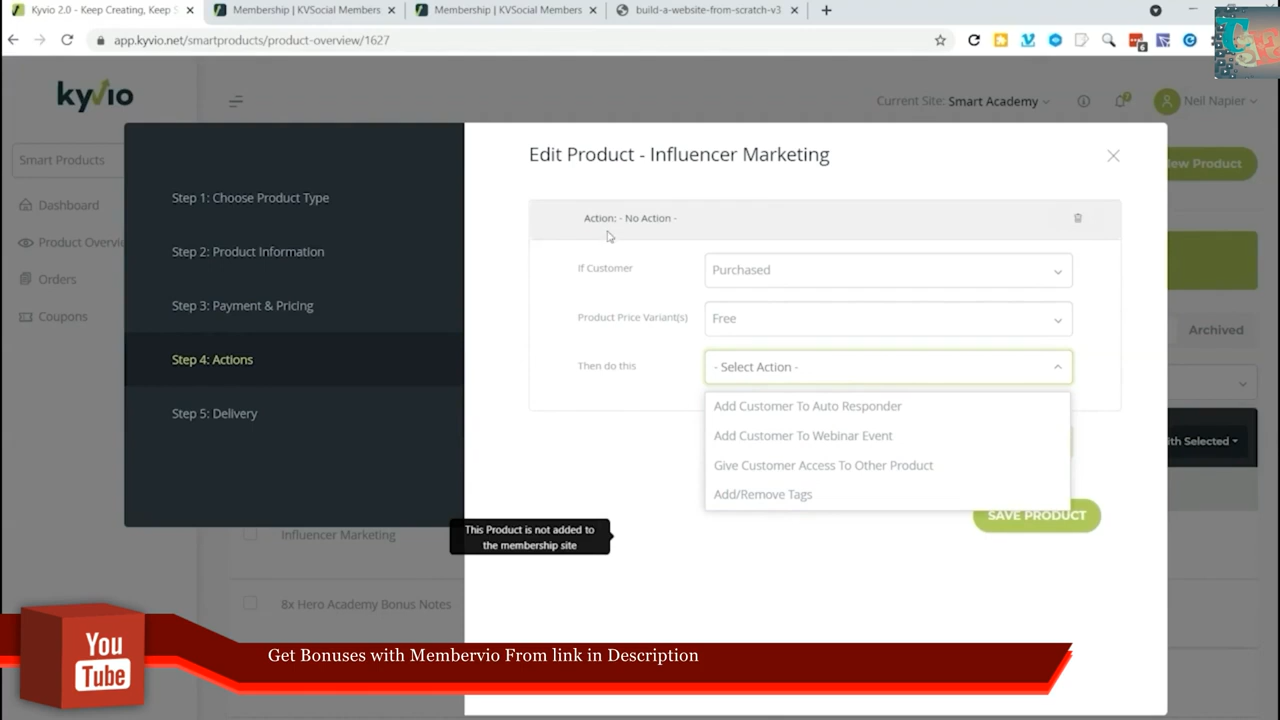 Kyvio 2.0 - Keep Creating, Keep S
Membership | KVSocial Members
Membership | KVSocial Members
build-a-website-from-scratch-v3
app.kyvio.net/smartproducts/product-overview/1627
6
kyvio
Current Site: Smart Academy
Neil Napier
Smart Products
Dashboard
Product Overvie
Orders
Coupons
ew Product
Archived
th Selected
Step 1: Choose Product Type
Step 2: Product Information
Step 3: Payment & Pricing
Step 4: Actions
Step 5: Delivery
Edit Product - Influencer Marketing
Action: - No Action -
If Customer
Purchased
Product Price Variant(s)
Free
Then do this
- Select Action -
Add Customer To Auto Responder
Add Customer To Webinar Event
Give Customer Access To Other Product
Add/Remove Tags
SAVE PRODUCT
This Product is not added to
the membership site
Influencer Marketing
8x Hero Academy Bonus Notes
You
Tube
Get Bonuses with Membervio From link in Description